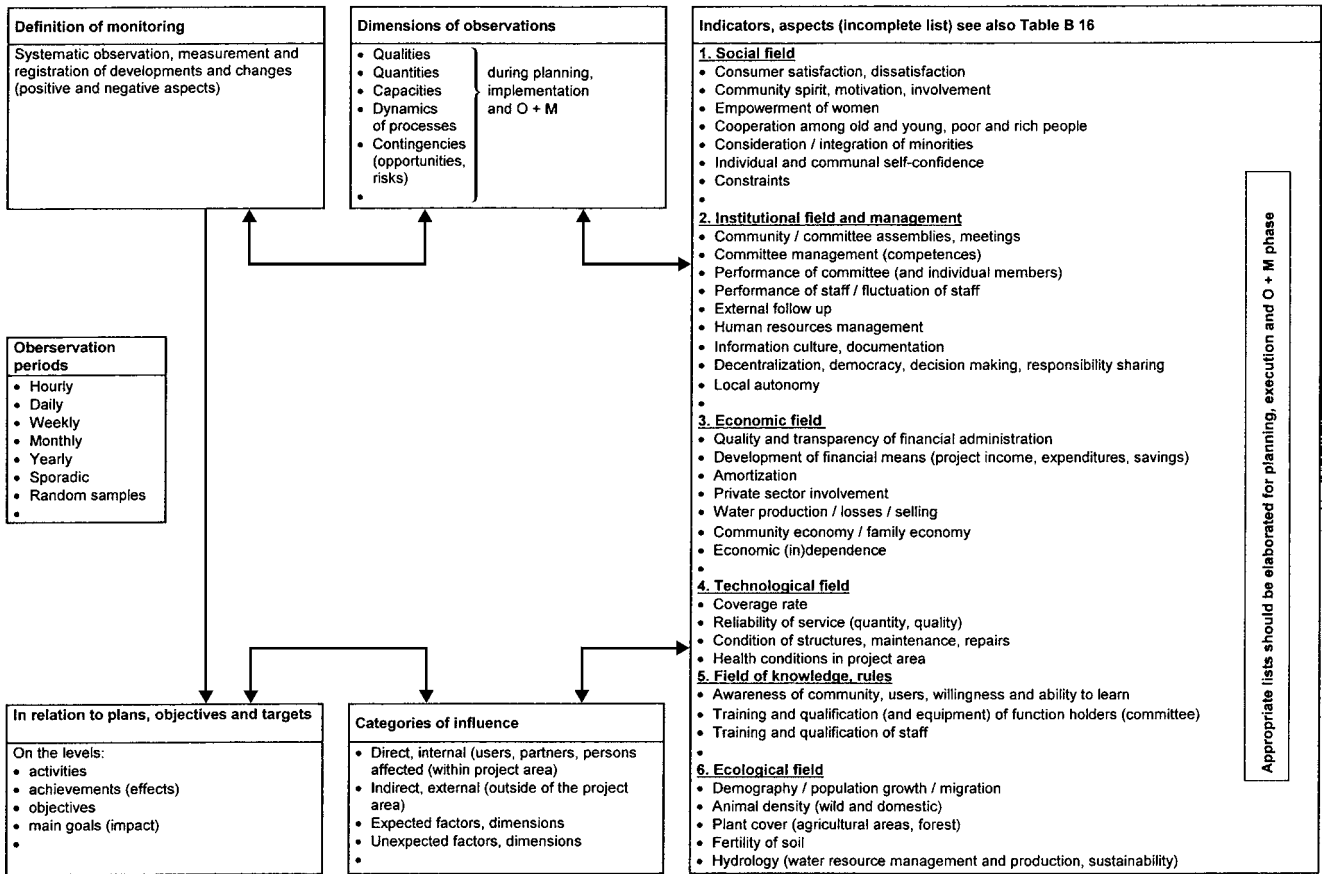 Definition of monitoring
Systematic observation, measurement and
registration of developments and changes
(positive and negative aspects)
Dimensions of observations
• Qualities
• Quantities
• Capacities
• Dynamics
of processes
• Contingencies
(opportunities,
risks)
•
during planning,
implementation
and O + M
Oberservation
periods
• Hourly
• Daily
• Weekly
• Monthly
• Yearly
• Sporadic
• Random samples
•
In relation to plans, objectives and targets
On the levels:
• activities
• achievements (effects)
• objectives
• main goals (impact)
•
Categories of influence
• Direct, internal (users, partners, persons
affected (within project area)
• Indirect, external (outside of the project
area)
• Expected factors, dimensions
• Unexpected factors, dimensions
•
Indicators, aspects (incomplete list) see also Table B 16
1. Social field
• Consumer satisfaction, dissatisfaction
• Community spirit, motivation, involvement
• Empowerment of women
• Cooperation among old and young, poor and rich people
• Consideration / integration of minorities
• Individual and communal self-confidence
• Constraints
•
2. Institutional field and management
• Community / committee assemblies, meetings
• Committee management (competences)
• Performance of committee (and individual members)
• Performance of staff / fluctuation of staff
• External follow up
• Human resources management
• Information culture, documentation
• Decentralization, democracy, decision making, responsibility sharing
• Local autonomy
•
3. Economic field
• Quality and transparency of financial administration
• Development of financial means (project income, expenditures, savings)
• Amortization
• Private sector involvement
• Water production / losses / selling
• Community economy / family economy
• Economic (in)dependence
•
4. Technological field
• Coverage rate
• Reliability of service (quantity, quality)
• Condition of structures, maintenance, repairs
• Health conditions in project area
5. Field of knowledge, rules
• Awareness of community, users, willingness and ability to learn
• Training and qualification (and equipment) of function holders (committee)
• Training and qualification of staff
•
6. Ecological field
• Demography / population growth / migration
• Animal density (wild and domestic)
• Plant cover (agricultural areas, forest)
• Fertility of soil
• Hydrology (water resource management and production, sustainability)
Appropriate lists should be elaborated for planning, execution and O + M phase